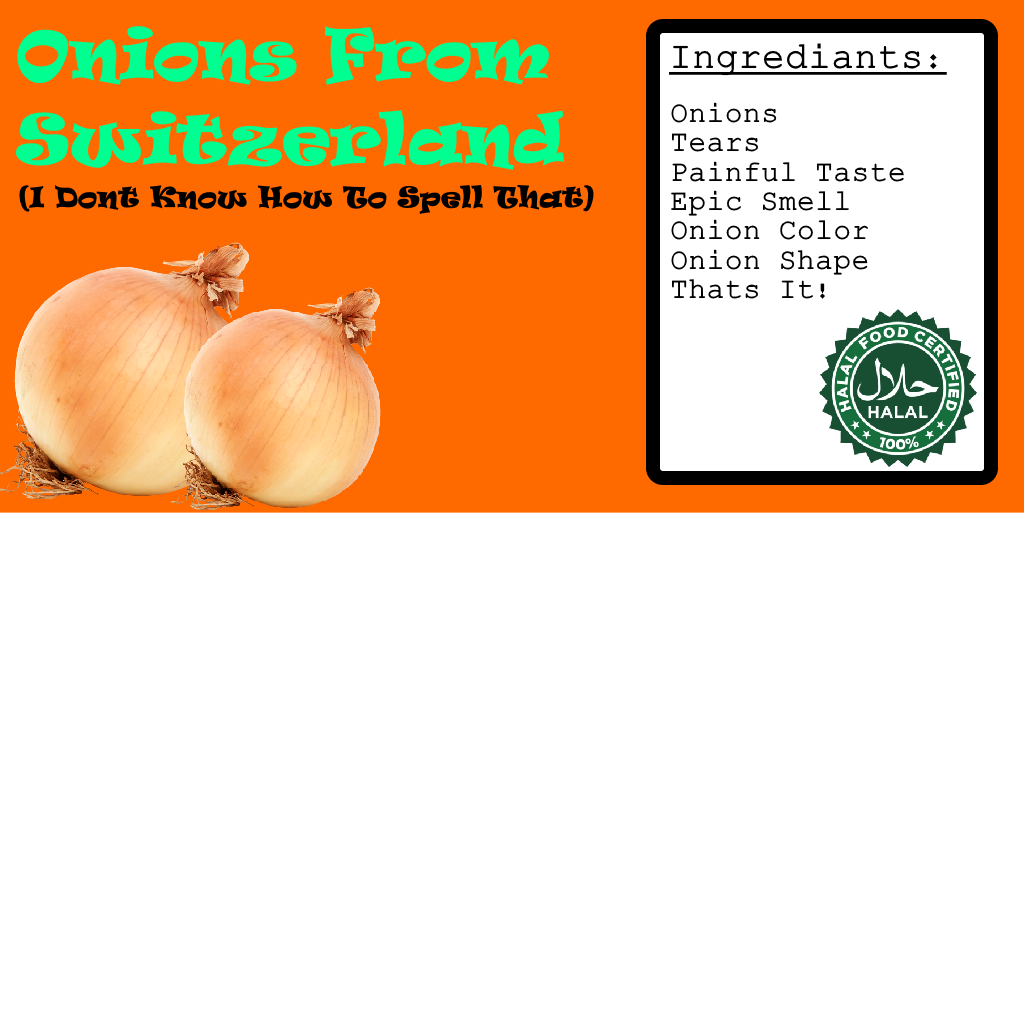 Onions From
Switzerland
(I Dont Know How To Spell That)
Ingrediants:
Onions
Tears
Painful Taste
Epic Smell
Onion Color
Onion Shape
Thats It!
HALAL FOOD CERTIFIED
حلال
HALAL
100%